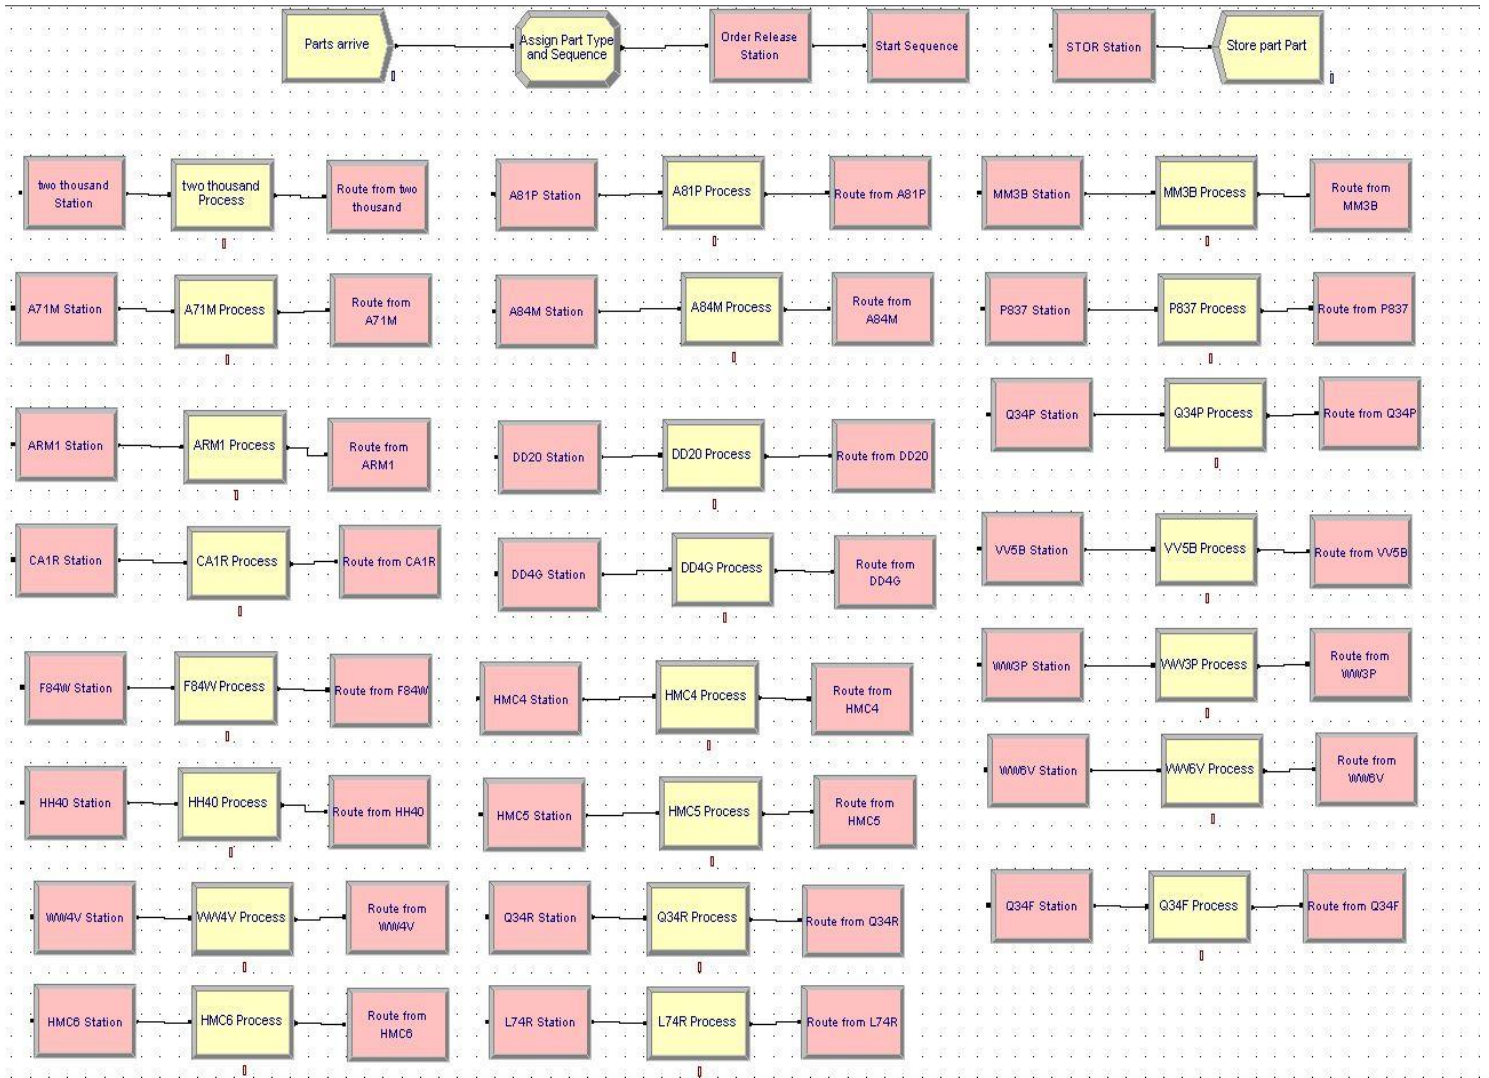 Parts arrive
Assign Part Type
and Sequence
Order Release
Station
Start Sequence
STOR Station
Store part Part
two thousand
Station
two thousand
Process
Route from two
thousand
A81P Station
A81P Process
Route from A81P
MM3B Station
MM3B Process
Route from
MM3B
A71M Station
A71M Process
Route from
A71M
A84M Station
A84M Process
Route from
A84M
P837 Station
P837 Process
Route from P837
Q34P Station
Q34P Process
Route from Q34P
ARM1 Station
ARM1 Process
Route from
ARM1
DD20 Station
DD20 Process
Route from DD20
VV5B Station
VV5B Process
Route from VV5B
CA1R Station
CA1R Process
Route from CA1R
DD4G Station
DD4G Process
Route from
DD4G
WW3P Station
WW3P Process
Route from
WW3P
F84W Station
F84W Process
Route from F84W
HMC4 Station
HMC4 Process
Route from
HMC4
WW6V Station
WW6V Process
Route from
WW6V
HH40 Station
HH40 Process
Route from HH40
HMC5 Station
HMC5 Process
Route from
HMC5
WW4V Station
WW4V Process
Route from
WW4V
Q34R Station
Q34R Process
Route from Q34R
Q34F Station
Q34F Process
Route from Q34F
HMC6 Station
HMC6 Process
Route from
HMC6
L74R Station
L74R Process
Route from L74R